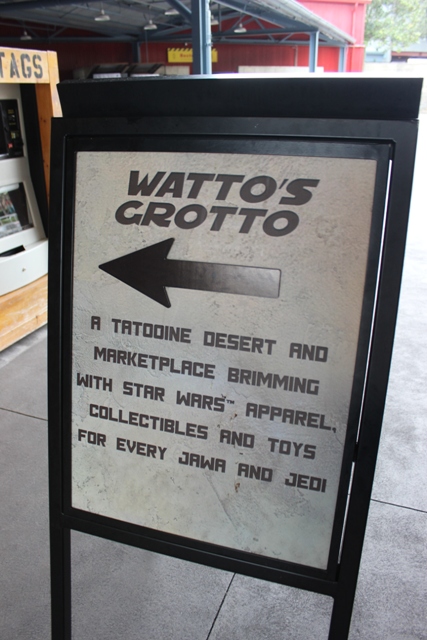 TAGS
WATTO'S
GROTTO
A TATOOINE DESERT AND
MARKETPLACE BRIMMING
WITH STAR WARS™ APPAREL,
COLLECTIBLES AND TOYS
FOR EVERY JAWA AND JEDI